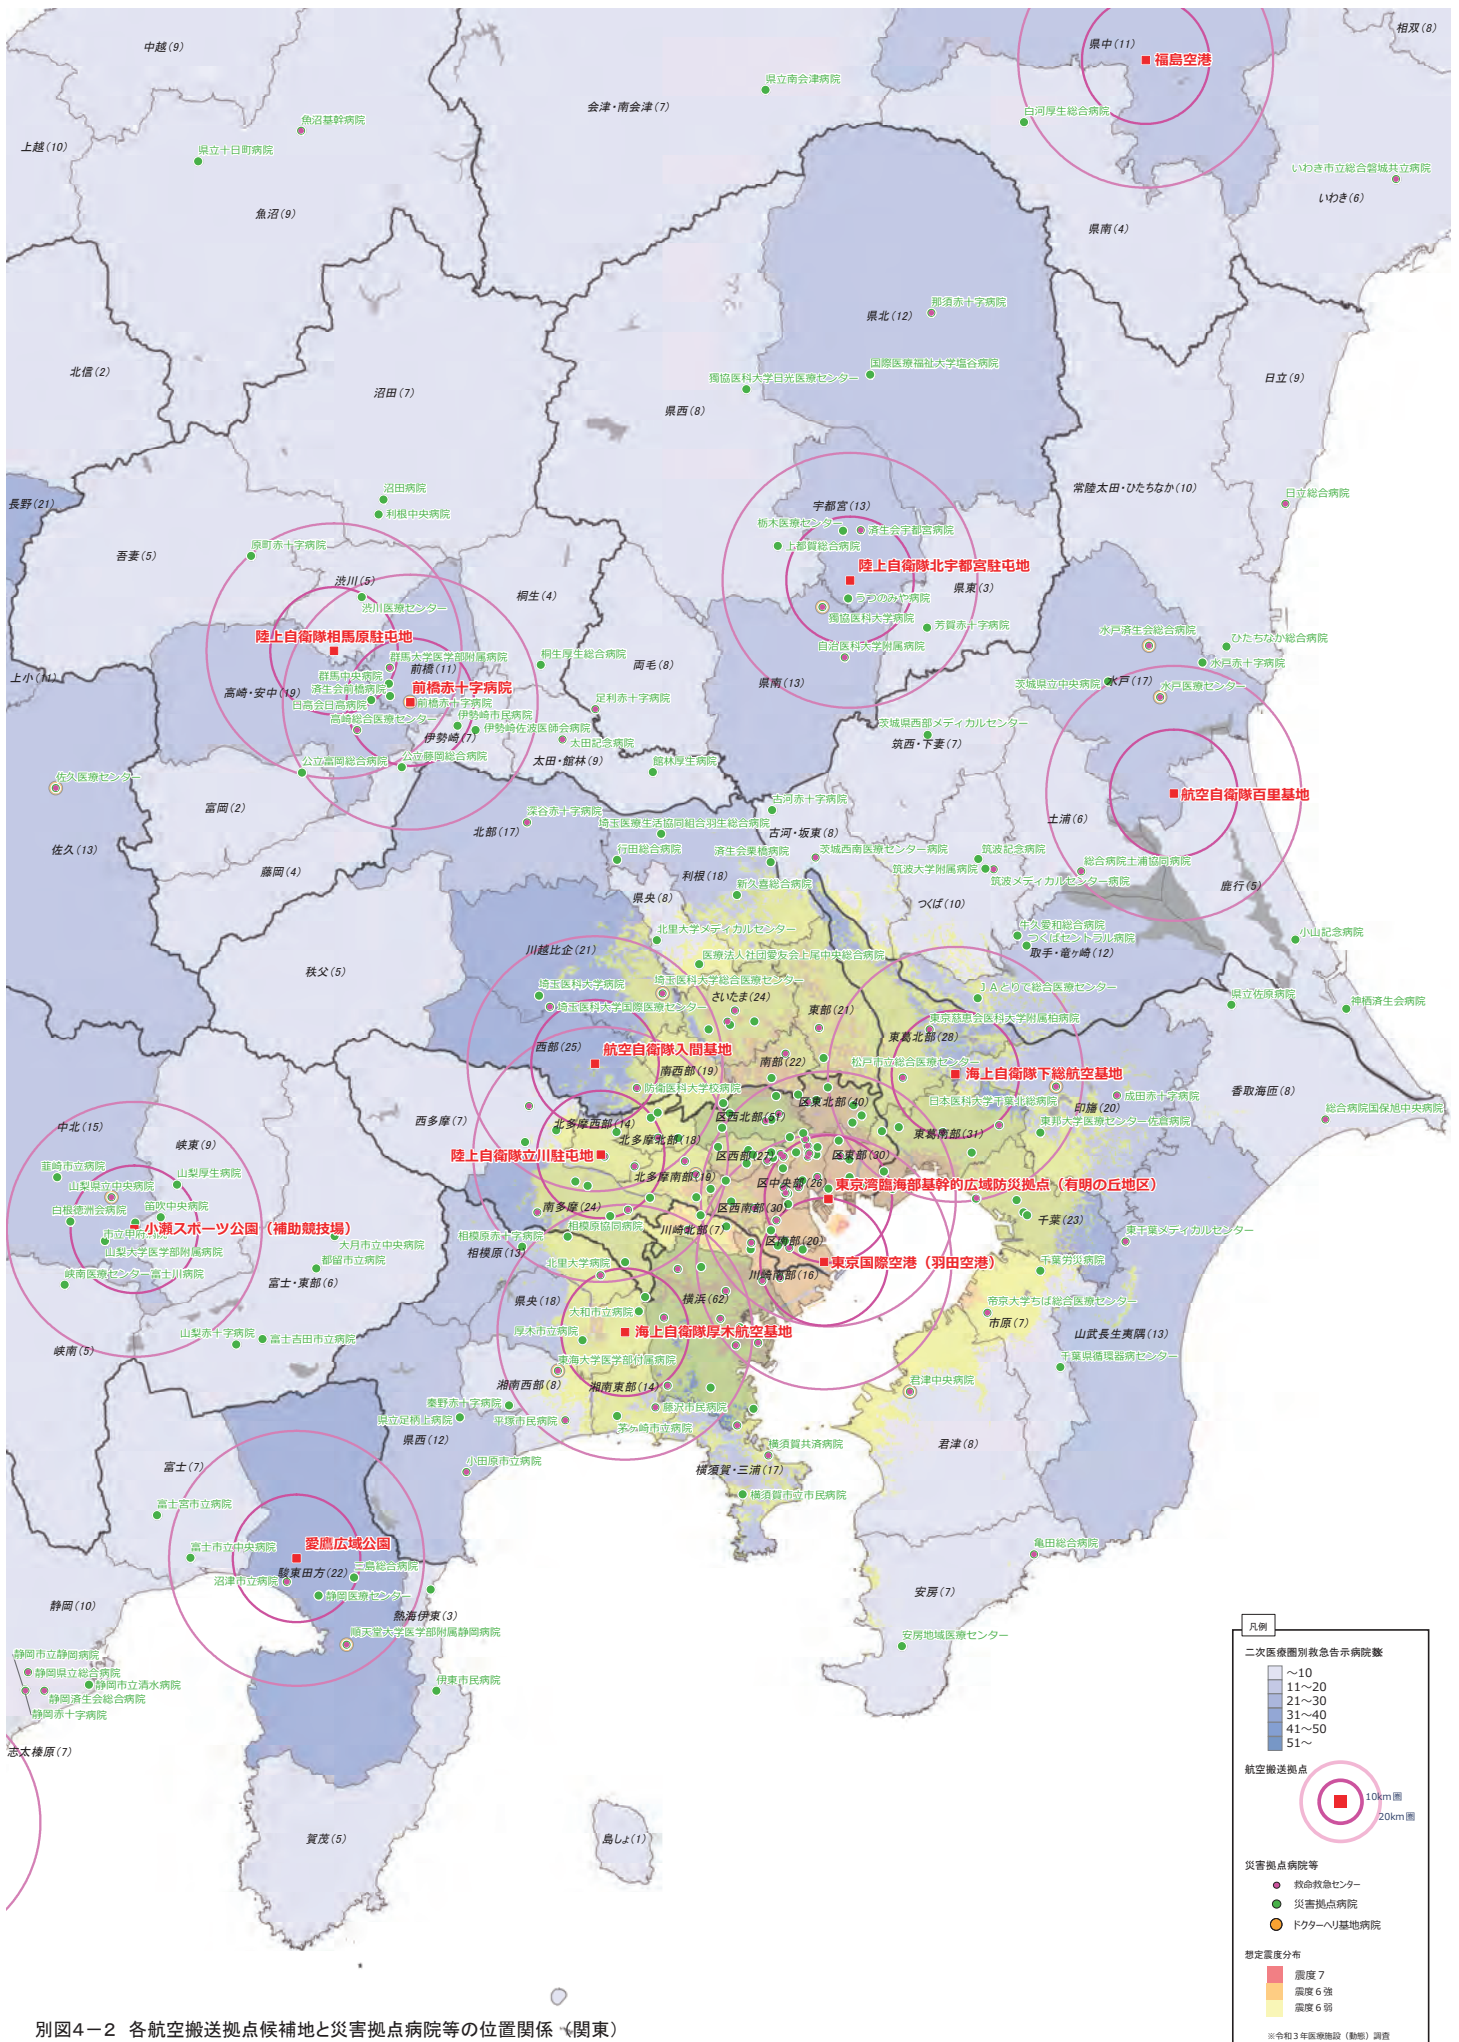 中越(9)
相双(8)
県中(11)
福島空港
県立南会津病院
会津・南会津(7)
白河厚生総合病院
魚沼基幹病院
上越(10)
県立十日町病院
いわき市立総合磐城共立病院
いわき(6)
魚沼(9)
県南(4)
那須赤十字病院
県北(12)
国際医療福祉大学塩谷病院
獨協医科大学日光医療センター
北信(2)
沼田(7)
県西(8)
日立(9)
沼田病院
利根中央病院
長野(21)
常陸太田・ひたちなか(10)
日立総合病院
宇都宮(13)
栃木医療センター
済生会宇都宮病院
上都賀総合病院
原町赤十字病院
吾妻(5)
渋川(5)
渋川医療センター
桐生(4)
陸上自衛隊北宇都宮駐屯地
県東(3)
うつのみや病院
獨協医科大学病院
芳賀赤十字病院
自治医科大学附属病院
水戸済生会総合病院
ひたちなか総合病院
水戸赤十字病院
陸上自衛隊相馬原駐屯地
群馬大学医学部附属病院
前橋(11)
桐生厚生総合病院
両毛(8)
上小(11)
群馬中央病院
県南(13)
茨城県立中央病院
水戸(17)
水戸医療センター
高崎・安中(19)
済生会前橋病院
前橋赤十字病院
日高会日高病院
前橋赤十字病院
足利赤十字病院
高崎総合医療センター
伊勢崎市民病院
伊勢崎佐波医師会病院
伊勢崎(7)
太田記念病院
茨城県西部メディカルセンター
筑西・下妻(7)
公立富岡総合病院
公立藤岡総合病院
太田・館林(9)
館林厚生病院
佐久医療センター
航空自衛隊百里基地
富岡(2)
深谷赤十字病院
古河赤十字病院
北部(17)
埼玉医療生活協同組合羽生総合病院
古河・坂東(8)
土浦(6)
佐久(13)
行田総合病院
済生会栗橋病院
茨城西南医療センター病院
筑波記念病院
総合病院土浦協同病院
藤岡(4)
利根(18)
筑波大学附属病院
筑波メディカルセンター病院
鹿行(5)
県央(8)
新久喜総合病院
つくば(10)
牛久愛和総合病院
つくばセントラル病院
小山記念病院
北里大学メディカルセンター
川越比企(21)
医療法人社団愛友会上尾中央総合病院
取手・竜ヶ崎(12)
秩父(5)
埼玉医科大学病院
埼玉医科大学総合医療センター
JAとりで総合医療センター
埼玉医科大学国際医療センター
さいたま(24)
県立佐原病院
神栖済生会病院
東部(21)
東京慈恵会医科大学附属柏病院
東葛北部(28)
西部(25)
航空自衛隊入間基地
南部(22)
松戸市立総合医療センター
南西部(19)
海上自衛隊下総航空基地
防衛医科大学校病院
香取海匝(8)
区東北部(40)
日本医科大学千葉北総病院
成田赤十字病院
印旛(20)
総合病院国保旭中央病院
西多摩(7)
北多摩西部(14)
区西北部(51)
中北(15)
峡東(9)
北多摩北部(18)
東葛南部(31)
東邦大学医療センター佐倉病院
陸上自衛隊立川駐屯地
区西部(27)
区東部(30)
韮崎市立病院
山梨厚生病院
山梨県立中央病院
北多摩南部(19)
区中央部(26)
東京湾臨海部基幹的広域防災拠点(有明の丘地区)
白根徳洲会病院
笛吹中央病院
南多摩(24)
区西南部(30)
千葉(23)
小瀬スポーツ公園(補助競技場)
市立甲府病院
相模原協同病院
川崎北部(7)
東千葉メディカルセンター
大月市立中央病院
相模原赤十字病院
区南部(20)
山梨大学医学部附属病院
都留市立病院
相模原(13)
北里大学病院
東京国際空港(羽田空港)
千葉労災病院
峡南医療センター富士川病院
富士・東部(6)
川崎南部(16)
県央(18)
横浜(62)
帝京大学ちば総合医療センター
大和市立病院
市原(7)
山梨赤十字病院
富士吉田市立病院
厚木市立病院
海上自衛隊厚木航空基地
山武長生夷隅(13)
峡南(5)
東海大学医学部付属病院
千葉県循環器病センター
湘南西部(8)
湘南東部(14)
君津中央病院
秦野赤十字病院
県立足柄上病院
平塚市民病院
藤沢市民病院
茅ヶ崎市立病院
県西(12)
横須賀共済病院
君津(8)
富士(7)
小田原市立病院
横須賀・三浦(17)
横須賀市立市民病院
富士宮市立病院
愛鷹広域公園
富士市立中央病院
亀田総合病院
駿東田方(22)
三島総合病院
沼津市立病院
静岡医療センター
安房(7)
静岡(10)
熱海伊東(3)
順天堂大学医学部附属静岡病院
安房地域医療センター
静岡市立静岡病院
静岡県立総合病院
静岡市立清水病院
伊東市民病院
静岡済生会総合病院
静岡赤十字病院
志太榛原(7)
賀茂(5)
島しょ(1)
凡例
二次医療圏別救急告示病院数
～10
11～20
21～30
31～40
41～50
51～
航空搬送拠点
10km圏
20km圏
災害拠点病院等
救命救急センター
災害拠点病院
ドクターヘリ基地病院
想定震度分布
震度7
震度6強
震度6弱
※令和3年医療施設(動態)調査
別図4－2 各航空搬送拠点候補地と災害拠点病院等の位置関係 (関東)